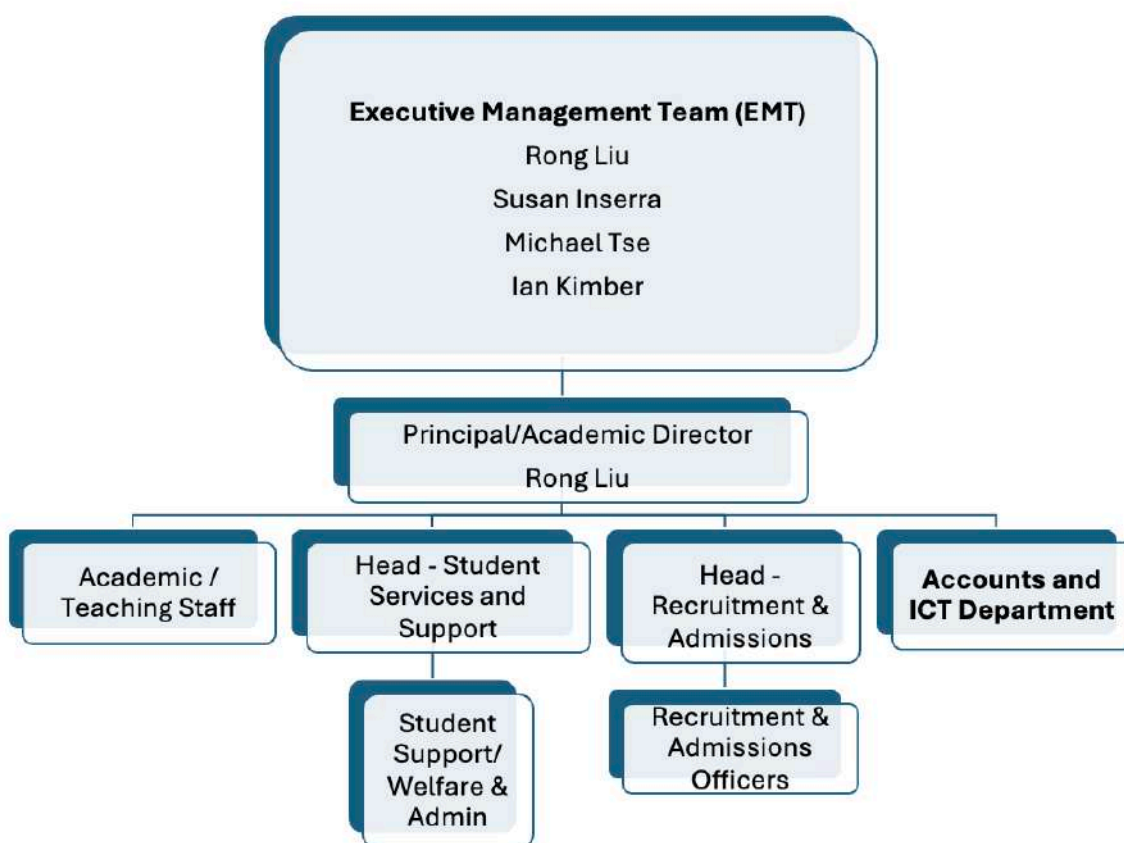 Executive Management Team (EMT)
Rong Liu
Susan Inserra
Michael Tse
Ian Kimber
Principal/Academic Director
Rong Liu
Academic /
Teaching Staff
Head - Student
Services and
Support
Head -
Recruitment &
Admissions
Accounts and
ICT Department
Student
Support/
Welfare &
Admin
Recruitment &
Admissions
Officers